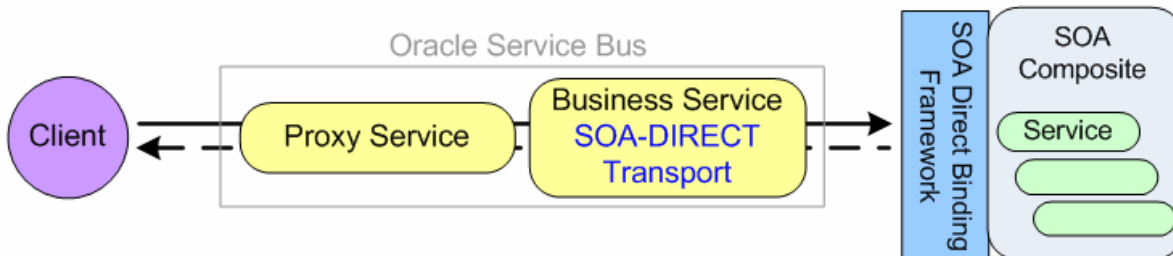 Oracle Service Bus
Client
Proxy Service
Business Service
SOA-DIRECT
Transport
SOA Direct Binding
Framework
SOA
Composite
Service